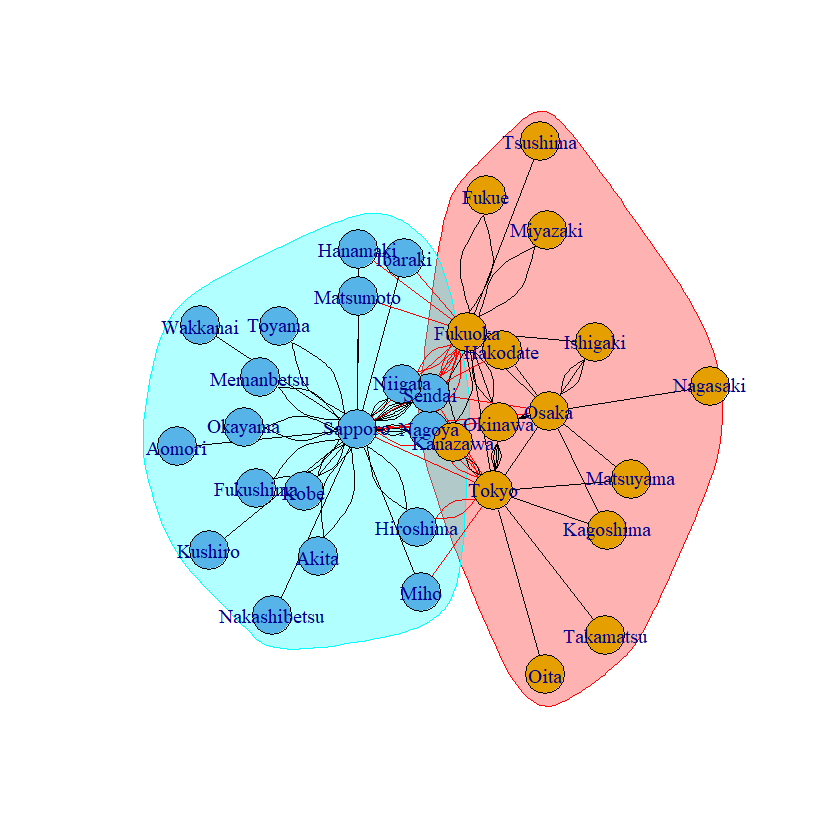 Tsushima
Fukue
Miyazaki
Hanamaki
Ibaraki
Matsumoto
Wakkanai
Toyama
Fukuoka
Hakodate
Ishigaki
Memanbetsu
Niigata
Sendai
Nagasaki
Okayama
Sapporo
Nagoya
Okinawa
Osaka
Aomori
Kanazawa
Fukushima
Kobe
Tokyo
Matsuyama
Hiroshima
Kagoshima
Kushiro
Akita
Miho
Nakashibetsu
Takamatsu
Oita